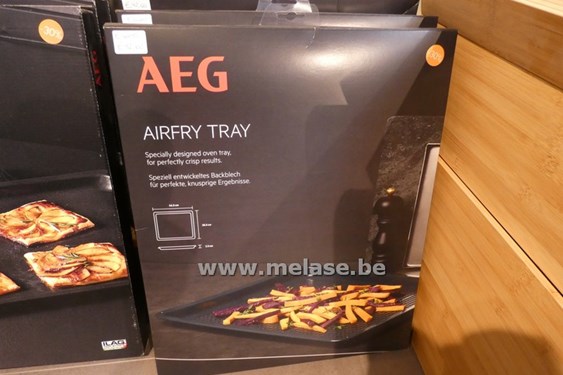 AEG
AIRFRY TRAY
Specially designed oven tray,
for perfectly crisp results.
Speziell entwickeltes Backblech
für perfekte, knusprige Ergebnisse.
www.melase.be
ILAG